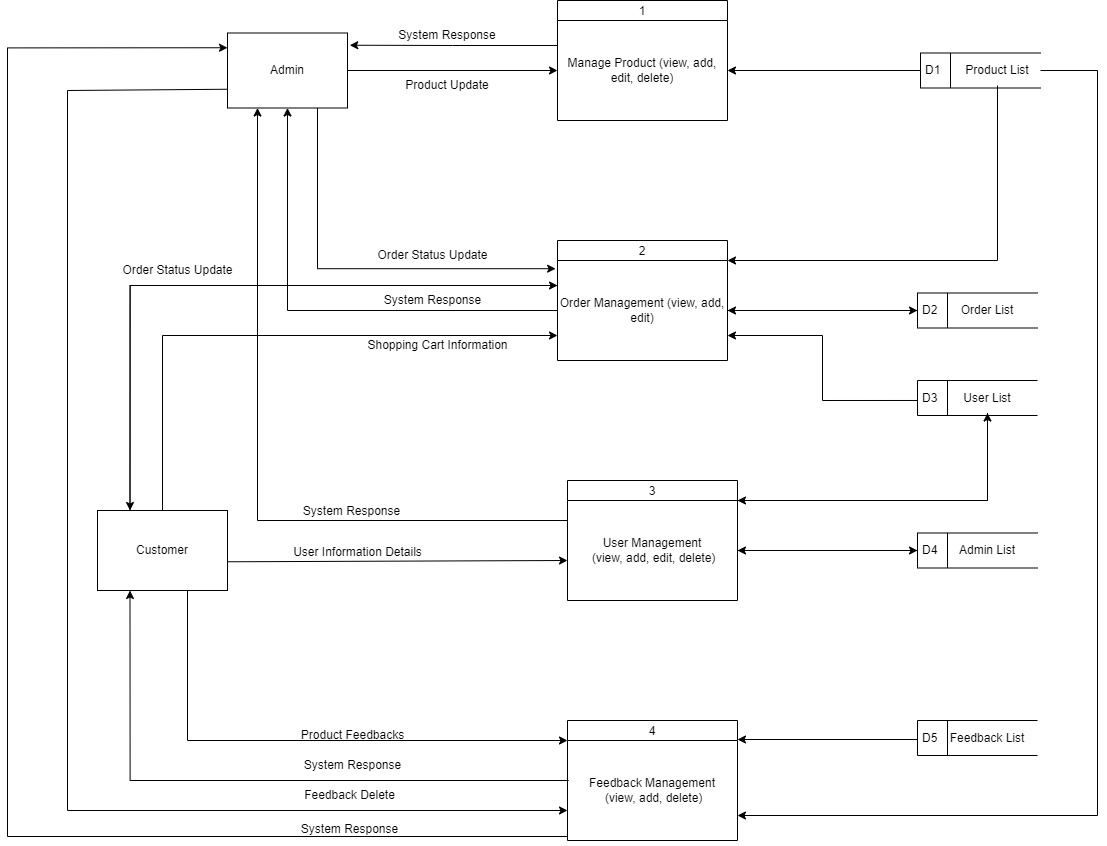 1
System Response
Admin
Manage Product (view, add,
edit, delete)
D1
Product List
Product Update
2
Order Status Update
Order Status Update
System Response
Order Management (view, add,
edit)
D2
Order List
Shopping Cart Information
D3
User List
3
System Response
Customer
User Information Details
User Management
(view, add, edit, delete)
D4
Admin List
4
Product Feedbacks
D5
Feedback List
System Response
Feedback Management
(view, add, delete)
Feedback Delete
System Response